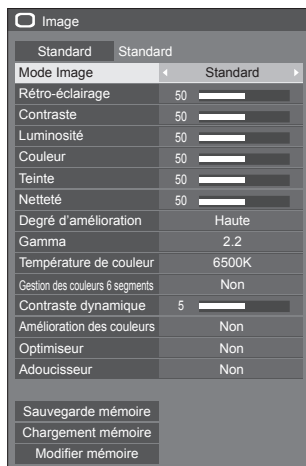 Image
Standard Standard
Mode Image Standard
Rétro-éclairage 50
Contraste 50
Luminosité 50
Couleur 50
Teinte 50
Netteté 50
Degré d'amélioration Haute
Gamma 2.2
Température de couleur 6500K
Gestion des couleurs 6 segments Non
Contraste dynamique 5
Amélioration des couleurs Non
Optimiseur Non
Adoucisseur Non
Sauvegarde mémoire
Chargement mémoire
Modifier mémoire